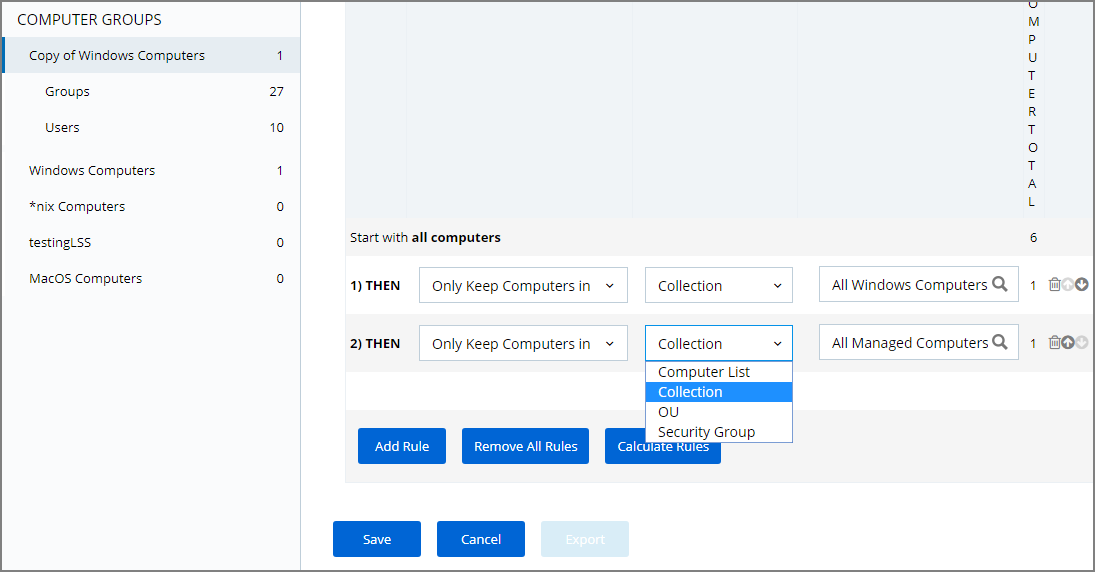 COMPUTER GROUPS
Copy of Windows Computers 1
Groups 27
Users 10
Windows Computers 1
*nix Computers 0
testingLSS 0
MacOS Computers 0
O
M
P
U
T
E
R
T
O
T
A
L
Start with all computers 6
1) THEN Only Keep Computers in Collection All Windows Computers 1
2) THEN Only Keep Computers in Collection All Managed Computers 1
Computer List
Collection
OU
Security Group
Add Rule Remove All Rules Calculate Rules
Save Cancel Export